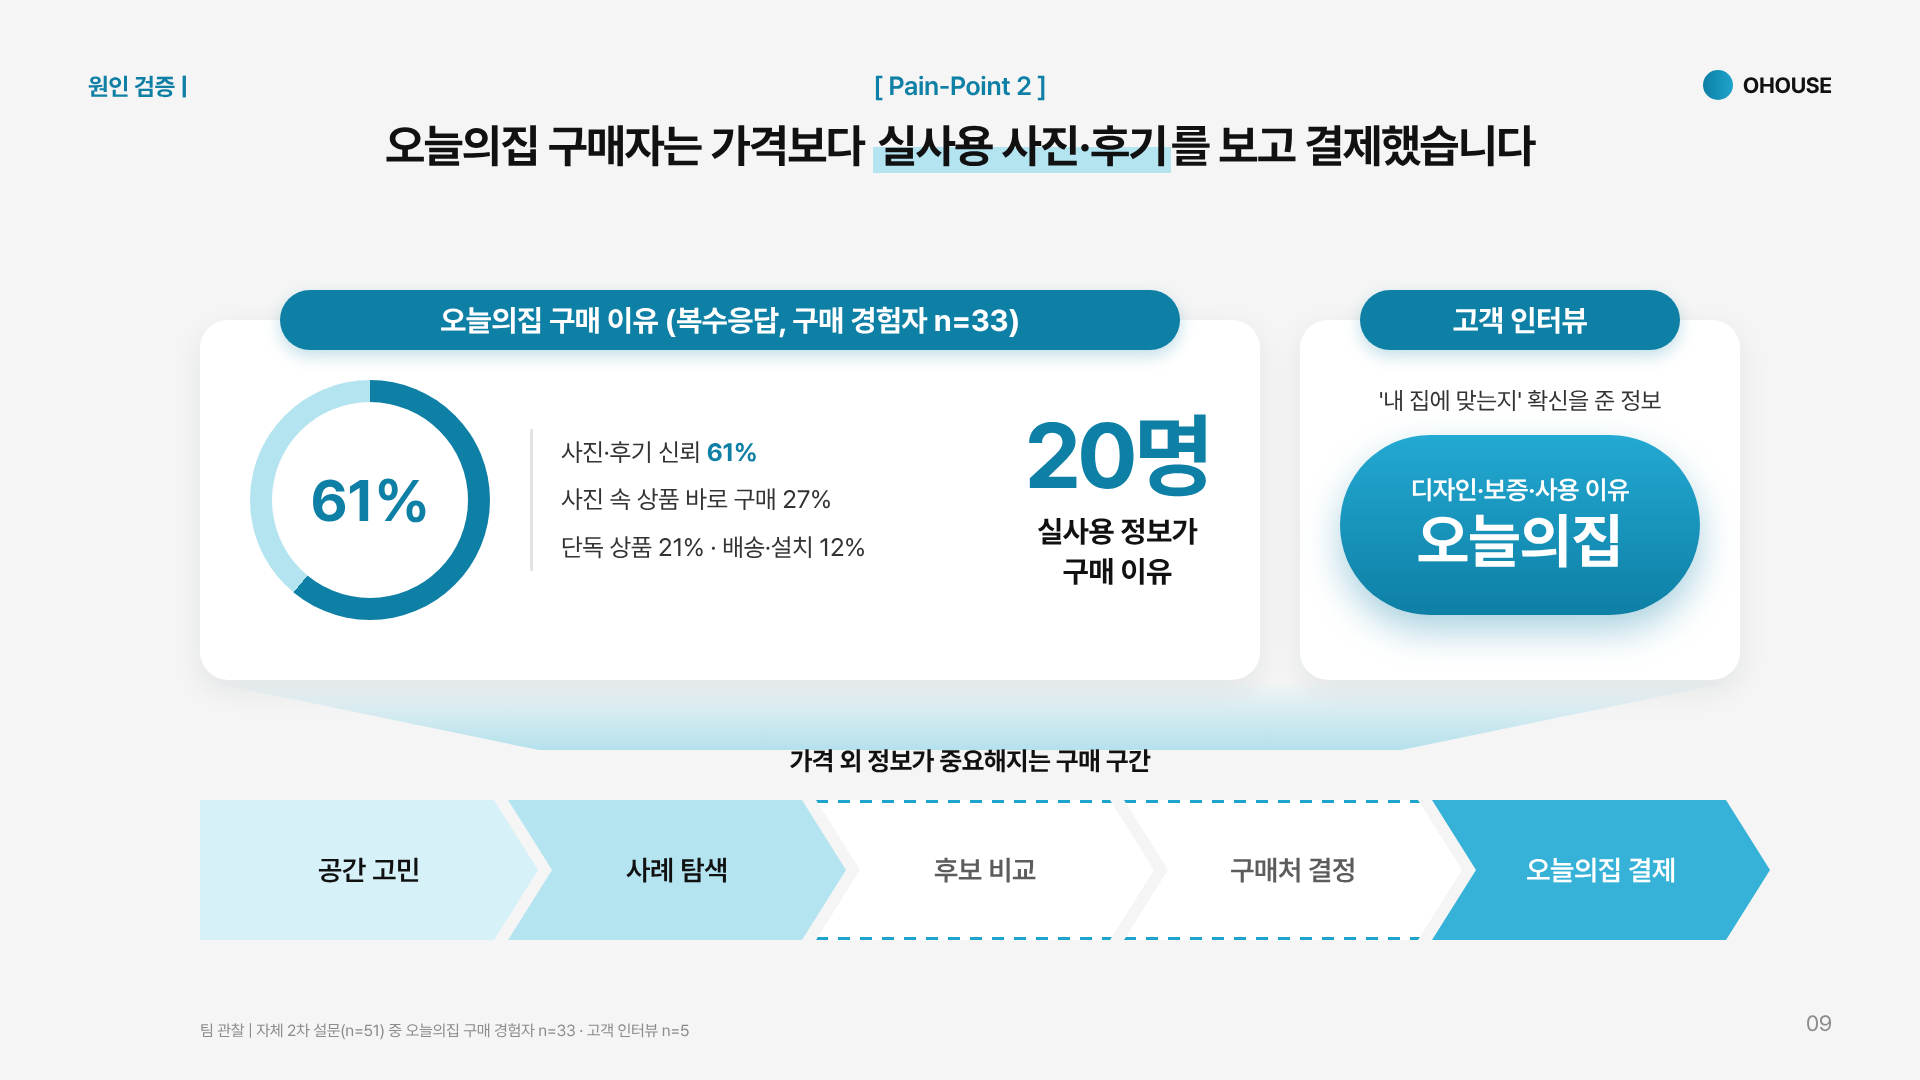 원인 검증 |
[ Pain-Point 2 ]
OHOUSE
오늘의집 구매자는 가격보다 실사용 사진·후기를 보고 결제했습니다
오늘의집 구매 이유 (복수응답, 구매 경험자 n=33)
61%
사진·후기 신뢰 61%
사진 속 상품 바로 구매 27%
단독 상품 21% · 배송·설치 12%
20명
실사용 정보가
구매 이유
고객 인터뷰
'내 집에 맞는지' 확신을 준 정보
디자인·보증·사용 이유
오늘의집
가격 외 정보가 중요해지는 구매 구간
공간 고민
사례 탐색
후보 비교
구매처 결정
오늘의집 결제
팀 관찰 | 자체 2차 설문(n=51) 중 오늘의집 구매 경험자 n=33 · 고객 인터뷰 n=5
09